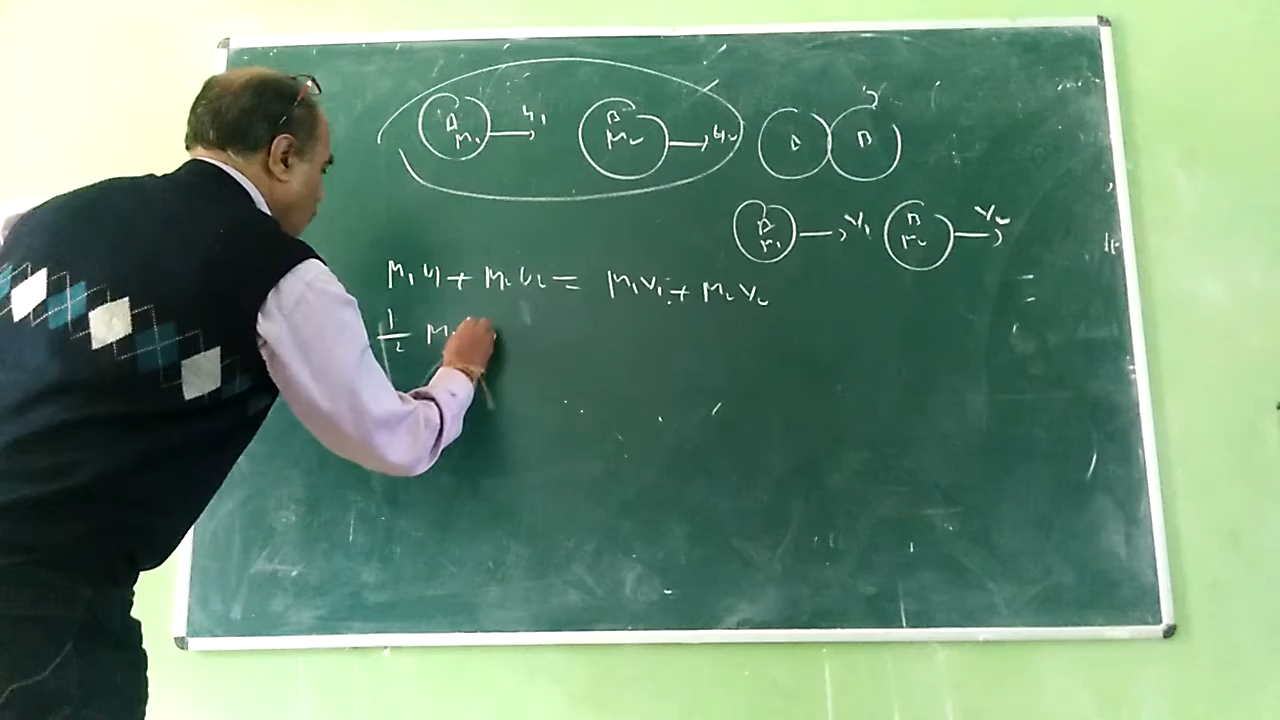 A u₁ B u₂ A B
M₁ M₂
A v₁ B v₂
M₁ M₂
M₁u₁ + M₂u₂ = M₁v₁ + M₂v₂
1/2 M